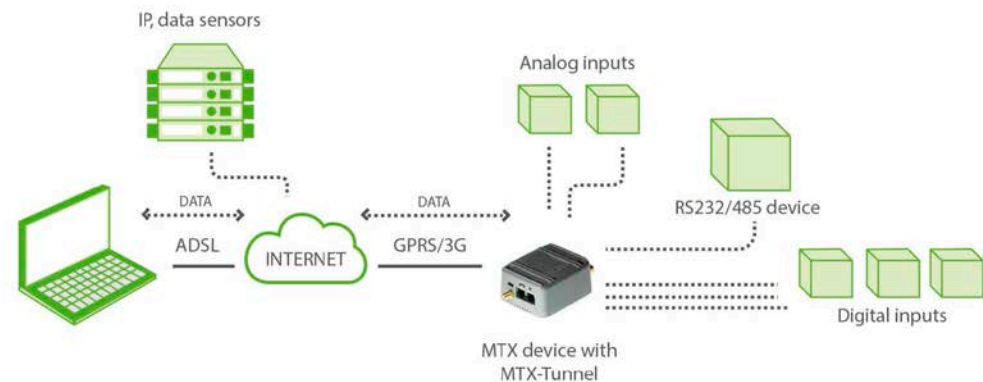 IP, data sensors
Analog inputs
RS232/485 device
DATA
DATA
ADSL
INTERNET
GPRS/3G
Digital inputs
MTX device with
MTX-Tunnel